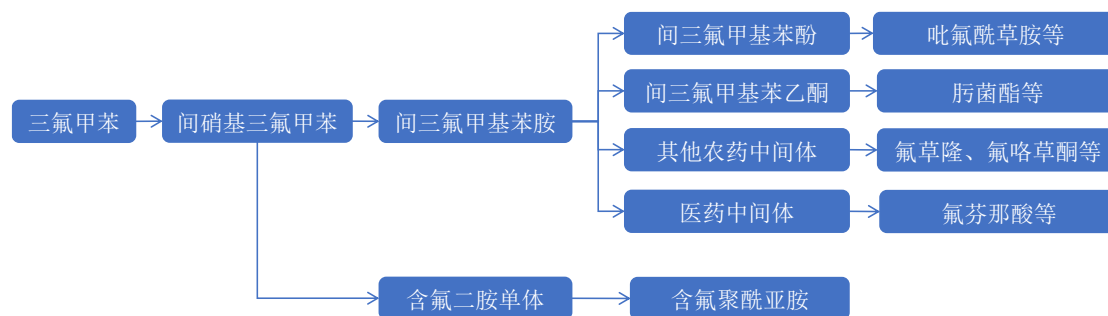 间三氟甲基苯酚
吡氟酰草胺等
间三氟甲基苯乙酮
肟菌酯等
三氟甲苯
间硝基三氟甲苯
间三氟甲基苯胺
其他农药中间体
氟草隆、氟咯草酮等
医药中间体
氟芬那酸等
含氟二胺单体
含氟聚酰亚胺